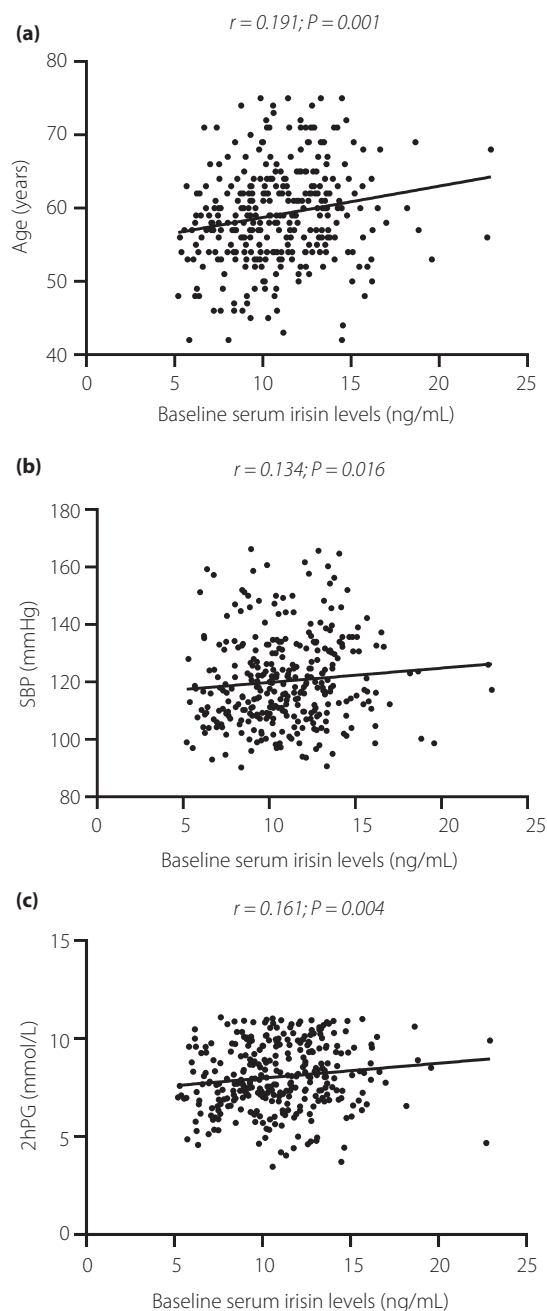 (a)
r = 0.191; P = 0.001
80
70
60
50
40
Age (years)
0 5 10 15 20 25
Baseline serum irisin levels (ng/mL)
(b)
r = 0.134; P = 0.016
180
160
140
120
100
80
SBP (mmHg)
0 5 10 15 20 25
Baseline serum irisin levels (ng/mL)
(c)
r = 0.161; P = 0.004
15
10
5
0
2hPG (mmol/L)
0 5 10 15 20 25
Baseline serum irisin levels (ng/mL)